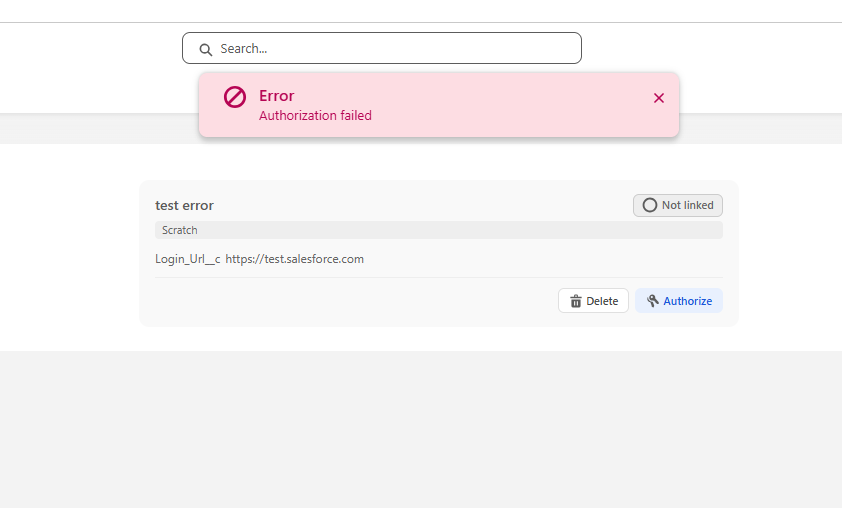 Search...
Error
Authorization failed
test error
Not linked
Scratch
Login_Url__c https://test.salesforce.com
Delete
Authorize